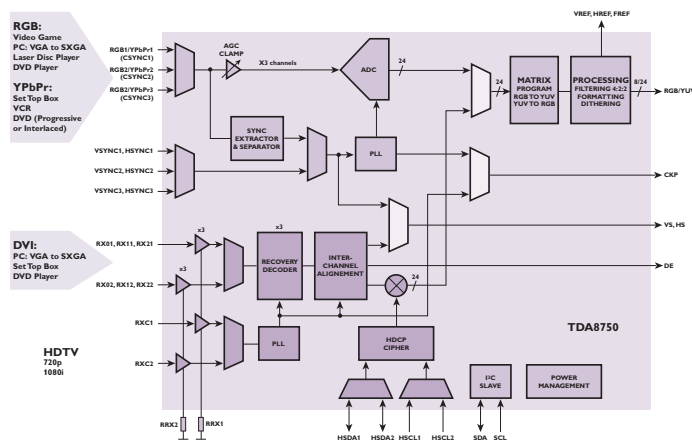 RGB:
Video Game
PC: VGA to SXGA
Laser Disc Player
DVD Player
YPbPr:
Set Top Box
VCR
DVD (Progressive
or Interlaced)
RGB1/YPbPr1
(CSYNC1)
RGB2/YPbPr2
(CSYNC2)
RGB2/YPbPr3
(CSYNC3)
AGC
CLAMP
X3 channels
ADC
24
24
MATRIX
PROGRAM
RGB TO YUV
YUV TO RGB
VREF, HREF, FREF
PROCESSING
FILTERING 4:2:2
FORMATTING
DITHERING
8/24
RGB/YUV
SYNC
EXTRACTOR
& SEPARATOR
PLL
VSYNC1, HSYNC1
VSYNC2, HSYNC2
VSYNC3, HSYNC3
CKP
VS, HS
DE
DVI:
PC: VGA to SXGA
Set Top Box
DVD Player
RX01, RX11, RX21
RX02, RX12, RX22
RXC1
RXC2
x3
x3
x3
RECOVERY
DECODER
INTER-
CHANNEL
ALIGNMENT
24
PLL
HDCP
CIPHER
TDA8750
HDTV
720p
1080i
I²C
SLAVE
POWER
MANAGEMENT
RRX2
RRX1
HSDA1
HSDA2
HSCL1
HSCL2
SDA
SCL